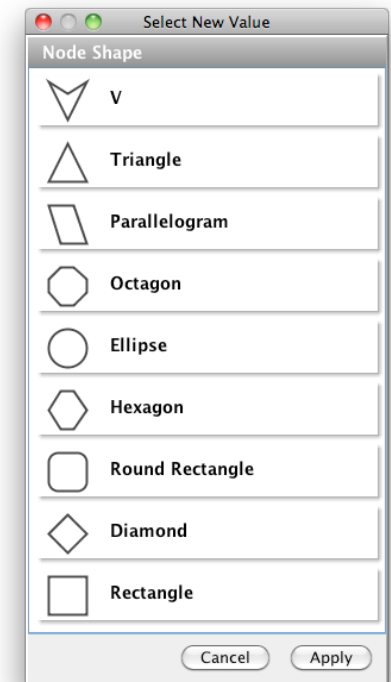 Select New Value
Node Shape
V
Triangle
Parallelogram
Octagon
Ellipse
Hexagon
Round Rectangle
Diamond
Rectangle
Cancel Apply